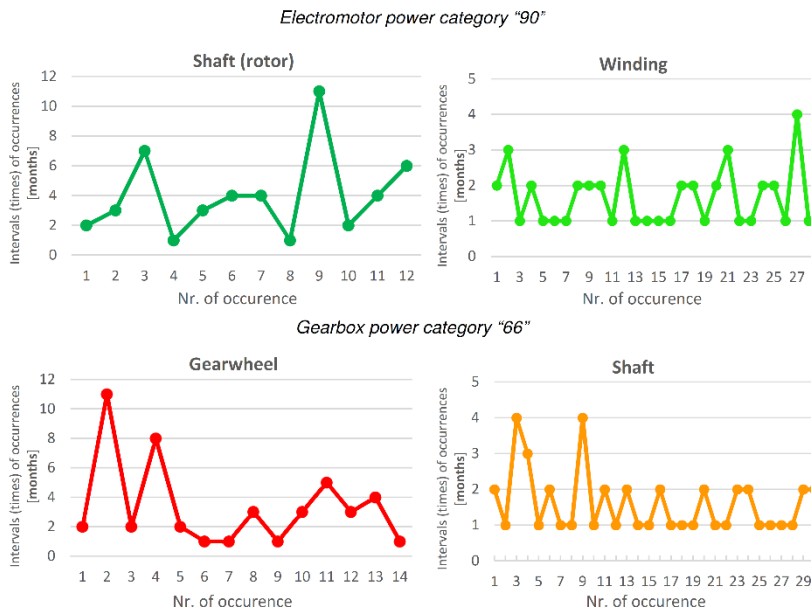 Electromotor power category “90”
Shaft (rotor)
Intervals (times) of occurrences
[months]
12
10
8
6
4
2
0
1 2 3 4 5 6 7 8 9 10 11 12
Nr. of occurence
Winding
Intervals (times) of occurrences
[months]
5
4
3
2
1
0
1 3 5 7 9 11 13 15 17 19 21 23 25 27
Nr. of occurence
Gearbox power category “66”
Gearwheel
Intervals (times) of occurrences
[months]
12
10
8
6
4
2
0
1 2 3 4 5 6 7 8 9 10 11 12 13 14
Nr. of occurence
Shaft
Intervals (times) of occurrences
[months]
5
4
3
2
1
0
1 3 5 7 9 11 13 15 17 19 21 23 25 27 29
Nr. of occurence